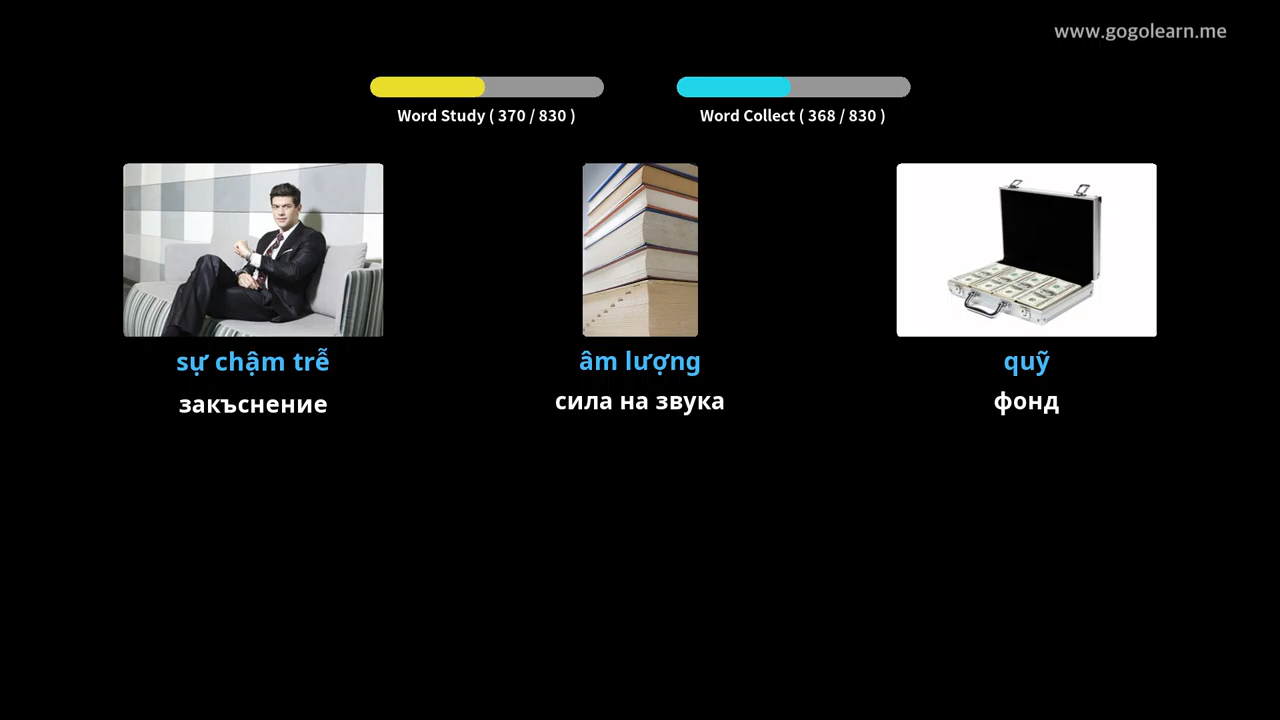 www.gogolearn.me
Word Study ( 370 / 830 )
Word Collect ( 368 / 830 )
sự chậm trễ
âm lượng
quỹ
закъснение
сила на звука
фонд